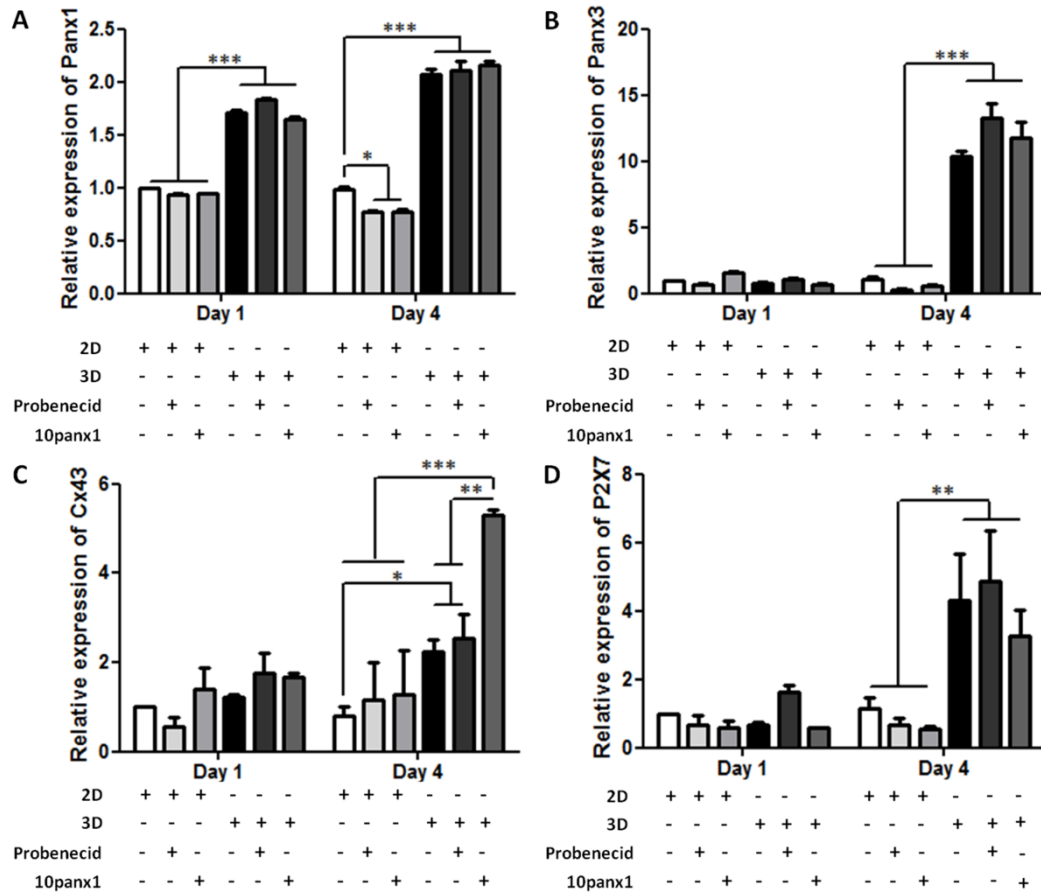 A
Relative expression of Panx1
2.5
2.0
1.5
1.0
0.5
0.0
***
***
*
Day 1 Day 4
2D + + + - - - + + + - - -
3D - - - + + + - - - + + +
Probenecid - + - - + - - + - - + -
10panx1 - - + - - + - - + - - +
B
Relative expression of Panx3
20
15
10
5
0
***
Day 1 Day 4
2D + + + - - - + + + - - -
3D - - - + + + - - - + + +
Probenecid - + - - + - - + - - + -
10panx1 - - + - - + - - + - - +
C
Relative expression of Cx43
6
4
2
0
***
**
*
Day 1 Day 4
2D + + + - - - + + + - - -
3D - - - + + + - - - + + +
Probenecid - + - - + - - + - - + -
10panx1 - - + - - + - - + - - +
D
Relative expression of P2X7
8
6
4
2
0
**
Day 1 Day 4
2D + + + - - - + + + - - -
3D - - - + + + - - - + + +
Probenecid - + - - + - - + - - + -
10panx1 - - + - - + - - + - - +